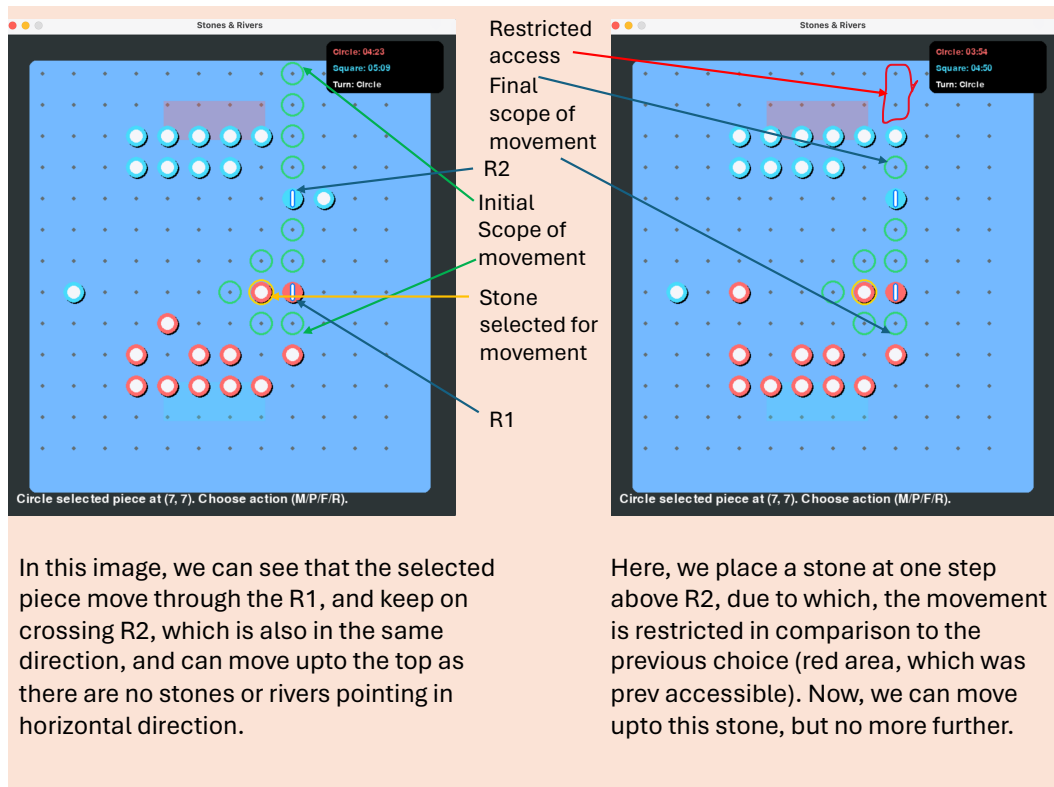 Stones & Rivers
Circle: 04:23
Square: 05:09
Turn: Circle
Circle selected piece at (7, 7). Choose action (M/P/F/R).
Restricted
access
Final
scope of
movement
R2
Initial
Scope of
movement
Stone
selected for
movement
R1
Stones & Rivers
Circle: 03:54
Square: 04:50
Turn: Circle
Circle selected piece at (7, 7). Choose action (M/P/F/R).
In this image, we can see that the selected
piece move through the R1, and keep on
crossing R2, which is also in the same
direction, and can move upto the top as
there are no stones or rivers pointing in
horizontal direction.
Here, we place a stone at one step
above R2, due to which, the movement
is restricted in comparison to the
previous choice (red area, which was
prev accessible). Now, we can move
upto this stone, but no more further.